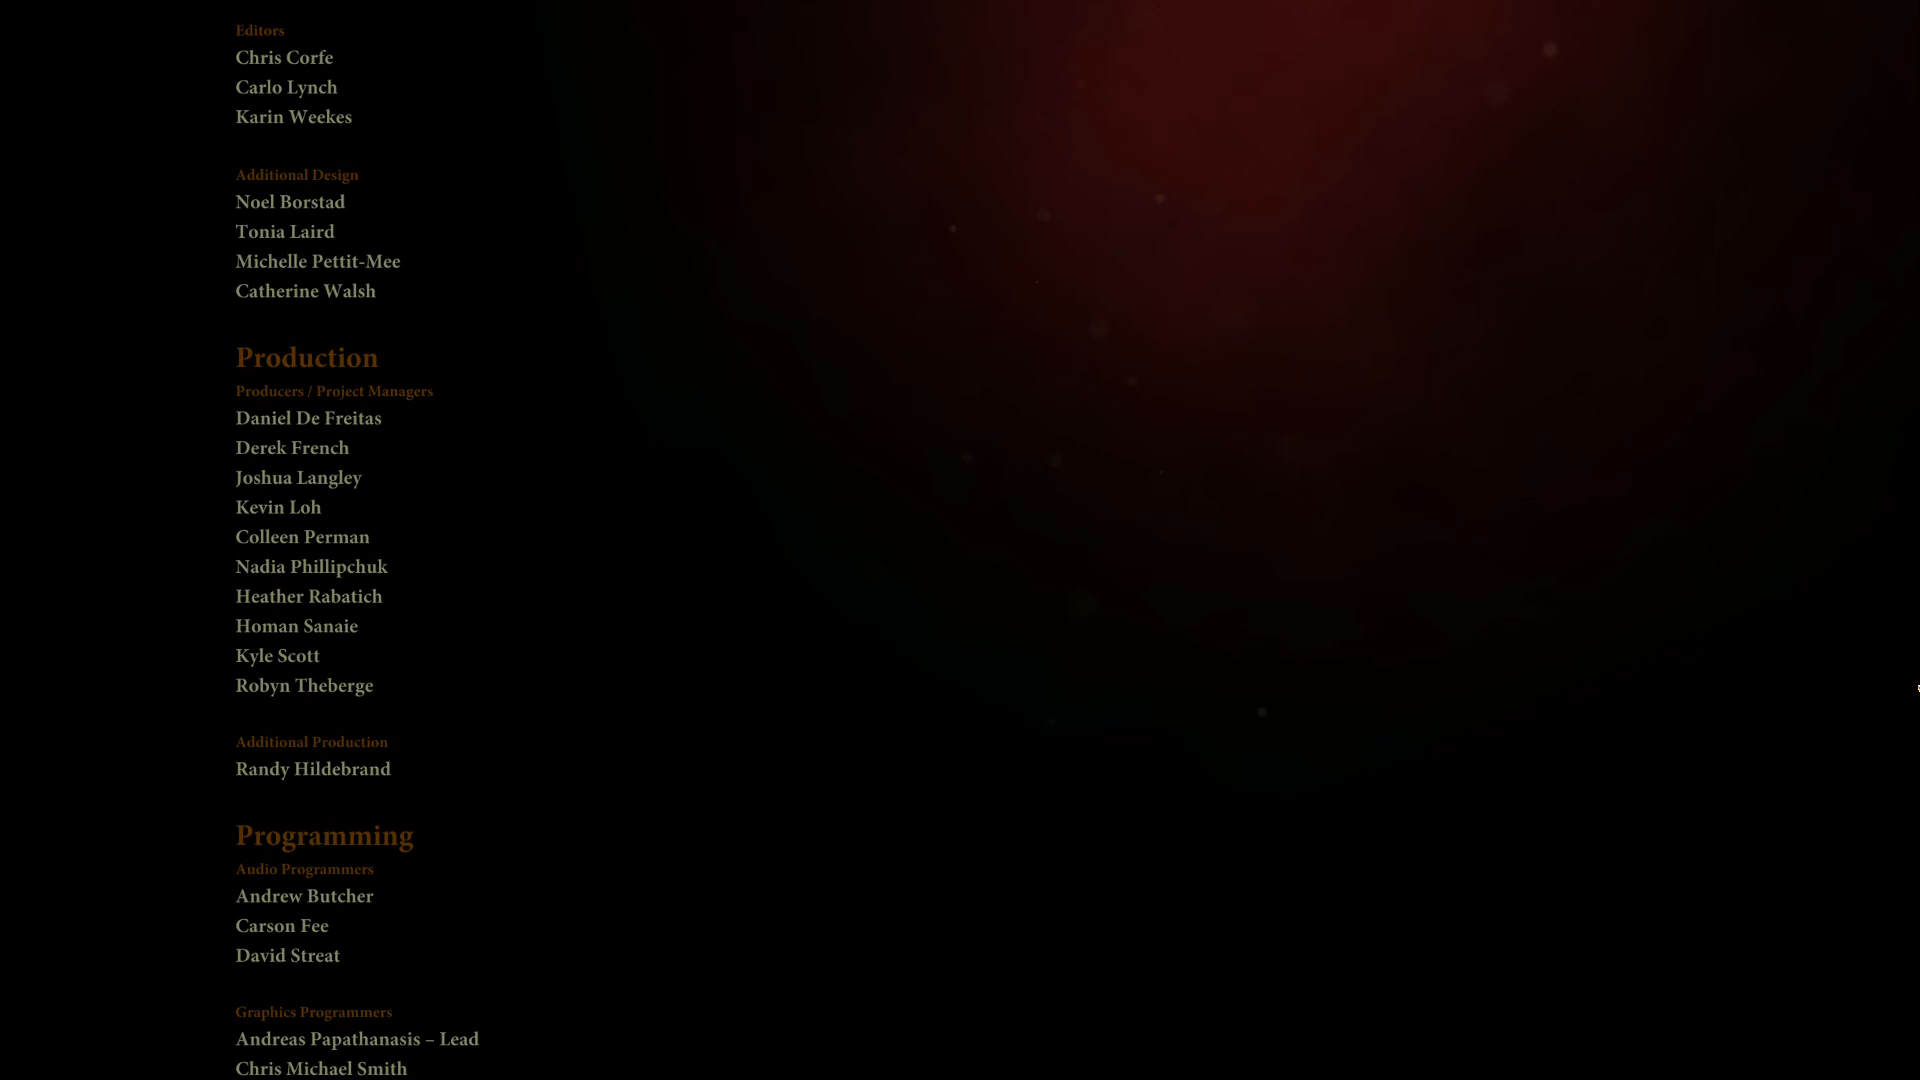 Editors
Chris Corfe
Carlo Lynch
Karin Weekes
Additional Design
Noel Borstad
Tonia Laird
Michelle Pettit-Mee
Catherine Walsh
Production
Producers / Project Managers
Daniel De Freitas
Derek French
Joshua Langley
Kevin Loh
Colleen Perman
Nadia Phillipchuk
Heather Rabatich
Homan Sanaie
Kyle Scott
Robyn Theberge
Additional Production
Randy Hildebrand
Programming
Audio Programmers
Andrew Butcher
Carson Fee
David Streat
Graphics Programmers
Andreas Papathanasis – Lead
Chris Michael Smith